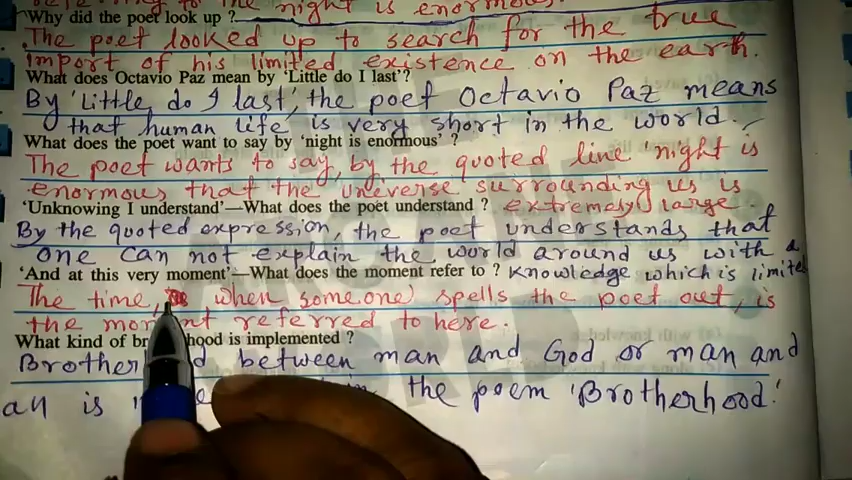 to the night is enormous
Why did the poet look up ?
The poet looked up to search for the true
import of his limited existence on the earth.
What does Octavio Paz mean by 'Little do I last'?
By 'Little do I last', the poet Octavio Paz means
that human life is very short in the world.
What does the poet want to say by 'night is enormous' ?
The poet wants to say, by the quoted line 'night is
enormous that the universe surrounding us is
'Unknowing I understand'—What does the poet understand ? extremely large.
By the quoted expression, the poet understands that
one can not explain the world around us with a
'And at this very moment'—What does the moment refer to ? knowledge which is limited
The time, when someone spells the poet out, is
the moment referred to here.
What kind of brotherhood is implemented ?
Brotherhood between man and God or man and
an is the poem 'Brotherhood.'